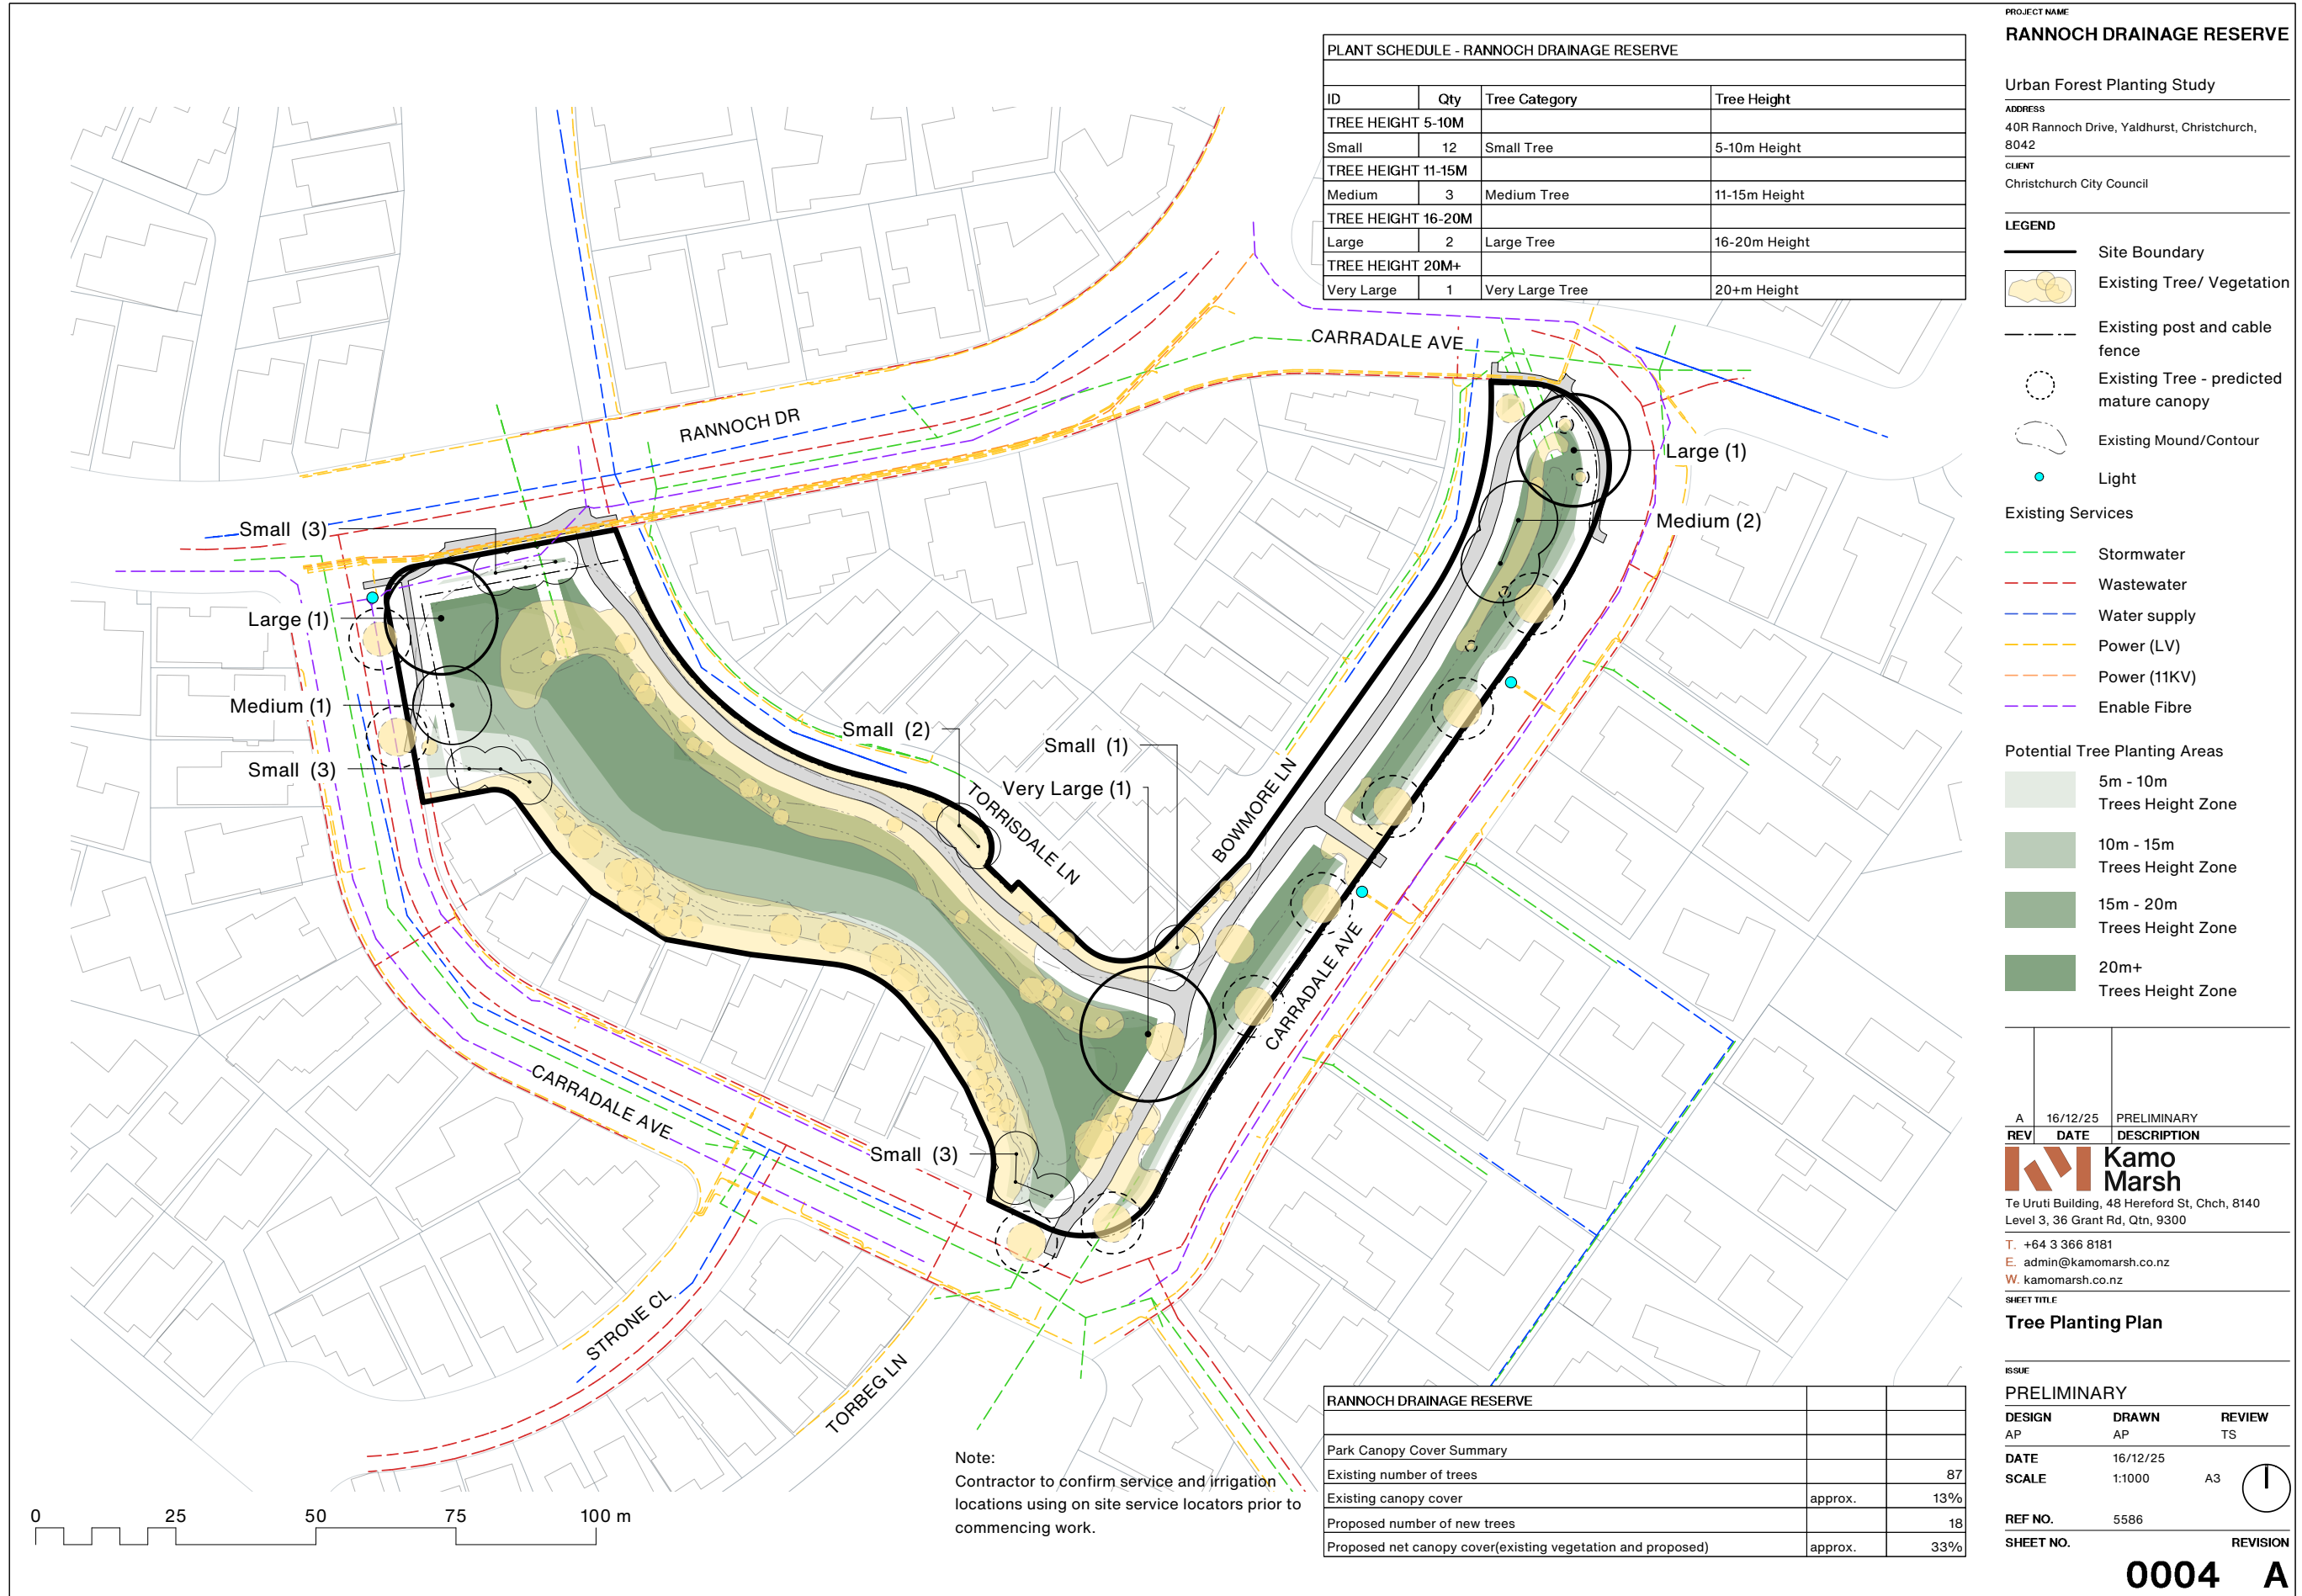 PLANT SCHEDULE - RANNOCH DRAINAGE RESERVE
ID Qty Tree Category Tree Height
TREE HEIGHT 5-10M
Small 12 Small Tree 5-10m Height
TREE HEIGHT 11-15M
Medium 3 Medium Tree 11-15m Height
TREE HEIGHT 16-20M
Large 2 Large Tree 16-20m Height
TREE HEIGHT 20M+
Very Large 1 Very Large Tree 20+m Height
CARRADALE AVE
RANNOCH DR
Large (1)
Medium (2)
Small (3)
Large (1)
Medium (1)
Small (3)
Small (2)
Small (1)
Very Large (1)
TORRISDALE LN
BOWMORE LN
CARRADALE AVE
CARRADALE AVE
Small (3)
STRONE CL
TORBEG LN
Note:
Contractor to confirm service and irrigation
locations using on site service locators prior to
commencing work.
0 25 50 75 100 m
RANNOCH DRAINAGE RESERVE
Park Canopy Cover Summary
Existing number of trees 87
Existing canopy cover approx. 13%
Proposed number of new trees 18
Proposed net canopy cover(existing vegetation and proposed) approx. 33%
PROJECT NAME
RANNOCH DRAINAGE RESERVE
Urban Forest Planting Study
ADDRESS
40R Rannoch Drive, Yaldhurst, Christchurch,
8042
CLIENT
Christchurch City Council
LEGEND
Site Boundary
Existing Tree/ Vegetation
Existing post and cable
fence
Existing Tree - predicted
mature canopy
Existing Mound/Contour
Light
Existing Services
Stormwater
Wastewater
Water supply
Power (LV)
Power (11KV)
Enable Fibre
Potential Tree Planting Areas
5m - 10m
Trees Height Zone
10m - 15m
Trees Height Zone
15m - 20m
Trees Height Zone
20m+
Trees Height Zone
A 16/12/25 PRELIMINARY
REV DATE DESCRIPTION
Kamo
Marsh
Te Uruti Building, 48 Hereford St, Chch, 8140
Level 3, 36 Grant Rd, Qtn, 9300
T. +64 3 366 8181
E. admin@kamomarsh.co.nz
W. kamomarsh.co.nz
SHEET TITLE
Tree Planting Plan
ISSUE
PRELIMINARY
DESIGN DRAWN REVIEW
AP AP TS
DATE 16/12/25
SCALE 1:1000 A3
REF NO. 5586
SHEET NO. REVISION
0004 A